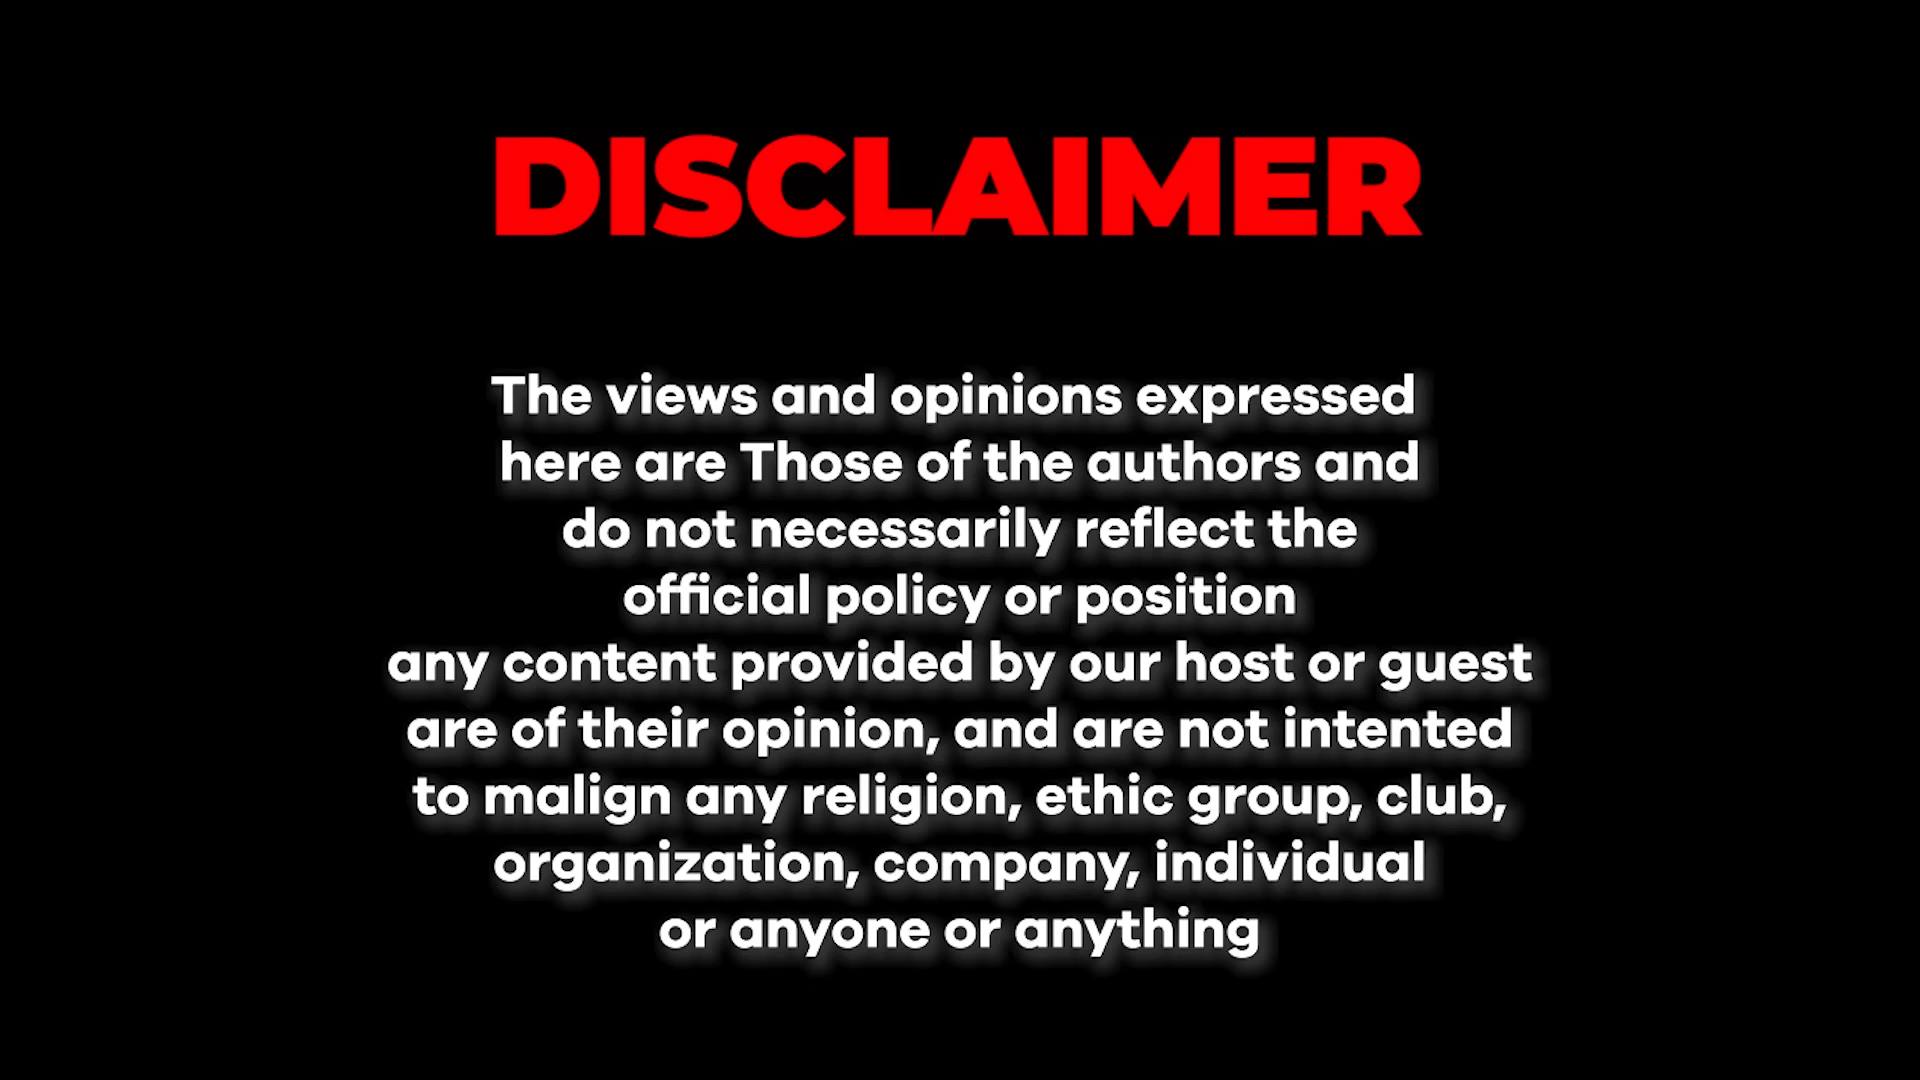 DISCLAIMER
The views and opinions expressed
here are Those of the authors and
do not necessarily reflect the
official policy or position
any content provided by our host or guest
are of their opinion, and are not intented
to malign any religion, ethic group, club,
organization, company, individual
or anyone or anything